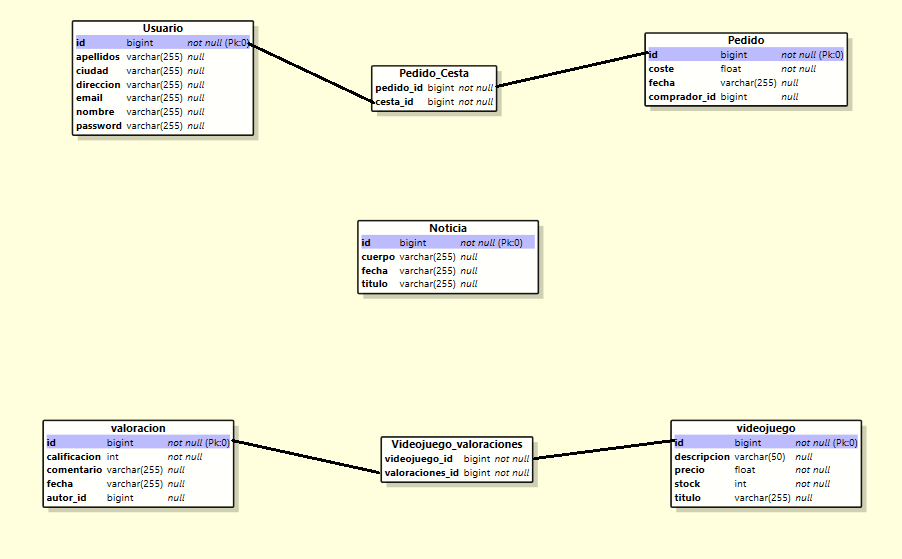 Usuario
id bigint not null (Pk:0)
apellidos varchar(255) null
ciudad varchar(255) null
direccion varchar(255) null
email varchar(255) null
nombre varchar(255) null
password varchar(255) null
Pedido_Cesta
pedido_id bigint not null
cesta_id bigint not null
Pedido
id bigint not null (Pk:0)
coste float not null
fecha varchar(255) null
comprador_id bigint null
Noticia
id bigint not null (Pk:0)
cuerpo varchar(255) null
fecha varchar(255) null
titulo varchar(255) null
valoracion
id bigint not null (Pk:0)
calificacion int not null
comentario varchar(255) null
fecha varchar(255) null
autor_id bigint null
Videojuego_valoraciones
videojuego_id bigint not null
valoraciones_id bigint not null
videojuego
id bigint not null (Pk:0)
descripcion varchar(50) null
precio float not null
stock int not null
titulo varchar(255) null